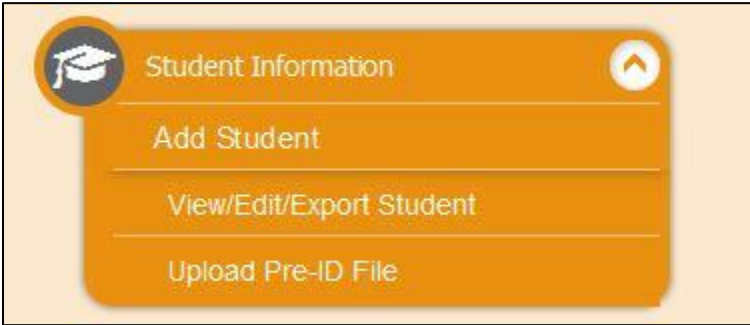 Student Information
Add Student
View/Edit/Export Student
Upload Pre-ID File